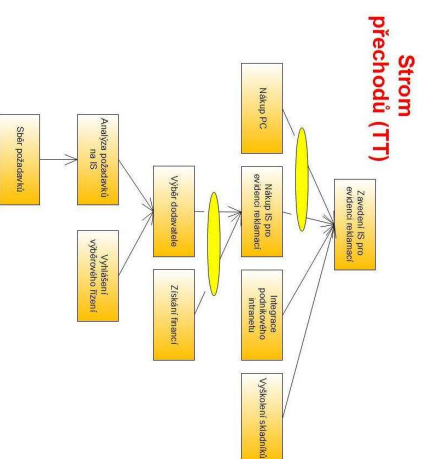 Strom
přechodů (TT)
Zavedení IS pro
evidenci reklamací
Nákup PC
Nákup IS pro
evidenci reklamací
Integrace
podnikového
intranetu
Vyškolení skladníků
Výběr dodavatele
Získání financí
Analýza požadavků
na IS
Vyhlášení
výběrového řízení
Sběr požadavků